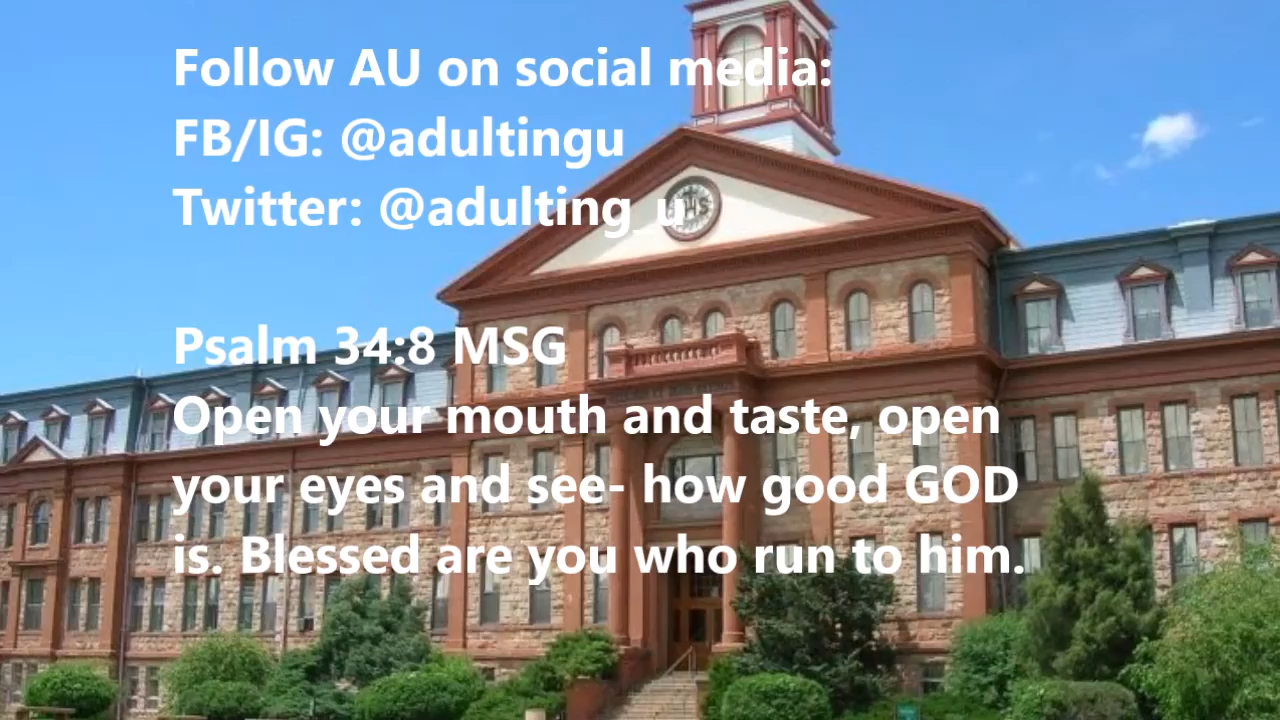 Follow AU on social media:
FB/IG: @adultingu
Twitter: @adulting_u
IHS
Psalm 34:8 MSG
Open your mouth and taste, open
your eyes and see- how good GOD
is. Blessed are you who run to him.